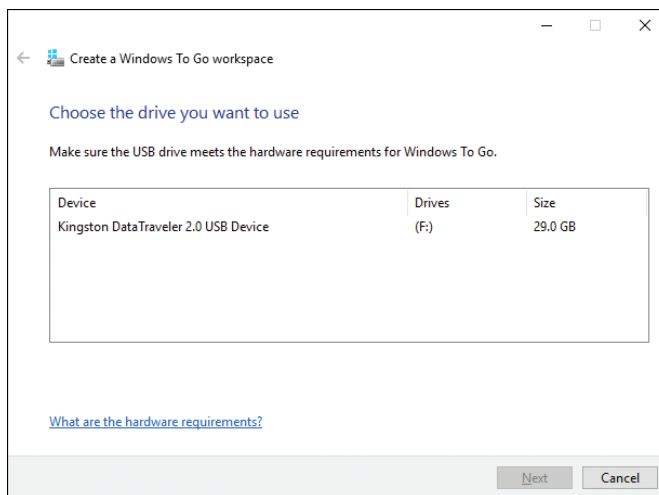 Create a Windows To Go workspace
Choose the drive you want to use
Make sure the USB drive meets the hardware requirements for Windows To Go.
Device Drives Size
Kingston DataTraveler 2.0 USB Device (F:) 29.0 GB
What are the hardware requirements?
Next Cancel